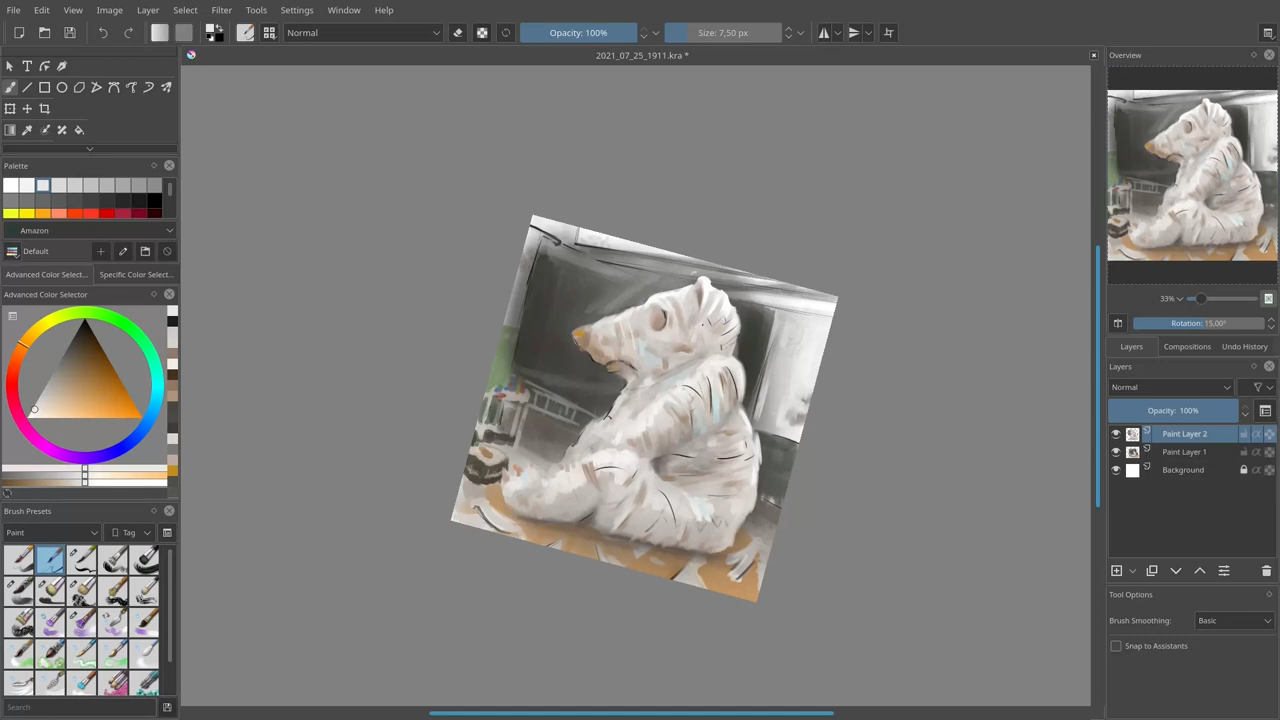 File Edit View Image Layer Select Filter Tools Settings Window Help
Normal Opacity: 100% Size: 7,50 px
2021_07_25_1911.kra *
Palette
Amazon
Default
Advanced Color Select...
Specific Color Select...
Advanced Color Selector
Brush Presets
Paint Tag
Search
Overview
33%
Rotation: 15,00°
Layers Compositions Undo History
Layers
Normal
Opacity: 100%
Paint Layer 2
Paint Layer 1
Background
Tool Options
Brush Smoothing: Basic
Snap to Assistants